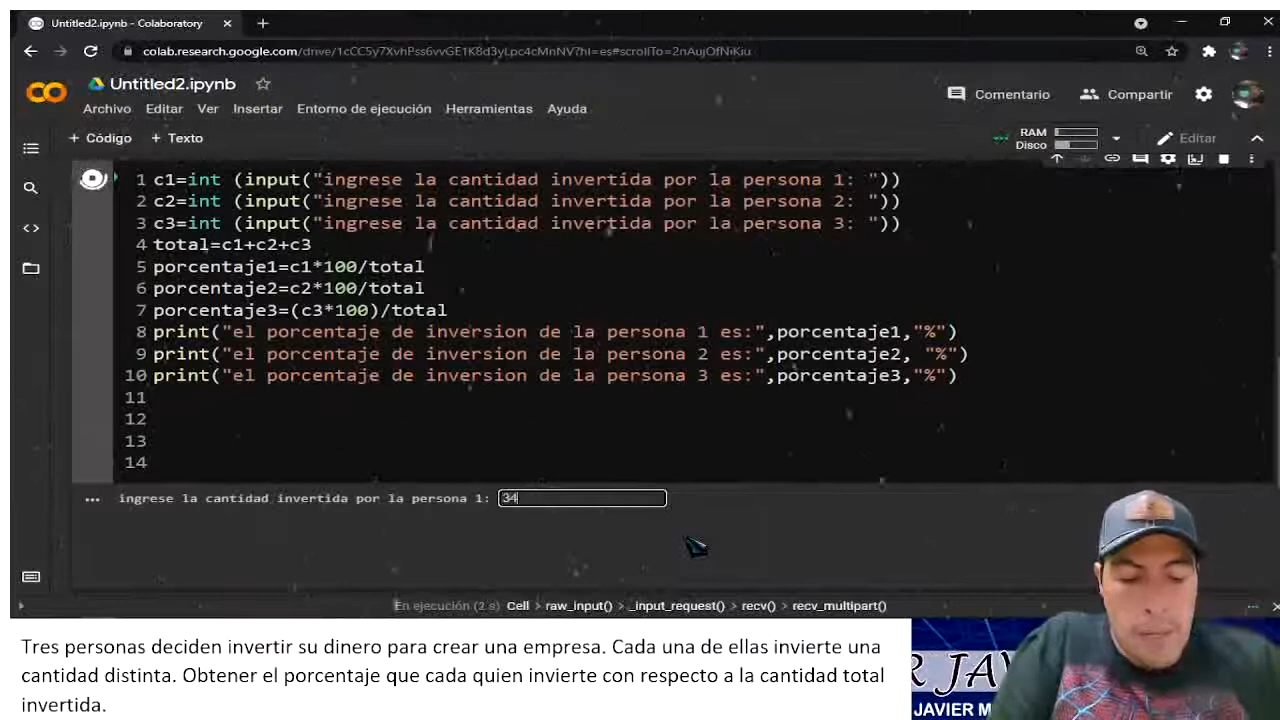 Untitled2.ipynb - Colaboratory
colab.research.google.com/drive/1cCC5y7XvhPss6vvGE1K8d3yLpc4cMnNV?hl=es#scrollTo=2nAujOfNiKiu
Untitled2.ipynb
Comentario
Compartir
Archivo Editar Ver Insertar Entorno de ejecución Herramientas Ayuda
+ Código + Texto
RAM
Disco
Editar
1 c1=int (input("ingrese la cantidad invertida por la persona 1: "))
2 c2=int (input("ingrese la cantidad invertida por la persona 2: "))
3 c3=int (input("ingrese la cantidad invertida por la persona 3: "))
4 total=c1+c2+c3
5 porcentaje1=c1*100/total
6 porcentaje2=c2*100/total
7 porcentaje3=(c3*100)/total
8 print("el porcentaje de inversion de la persona 1 es:",porcentaje1,"%")
9 print("el porcentaje de inversion de la persona 2 es:",porcentaje2, "%")
10 print("el porcentaje de inversion de la persona 3 es:",porcentaje3,"%")
11
12
13
14
... ingrese la cantidad invertida por la persona 1: 34
En ejecución (2 s) Cell > raw_input() > _input_request() > recv() > recv_multipart()
Tres personas deciden invertir su dinero para crear una empresa. Cada una de ellas invierte una
cantidad distinta. Obtener el porcentaje que cada quien invierte con respecto a la cantidad total
invertida.
R JAV
JAVIER M